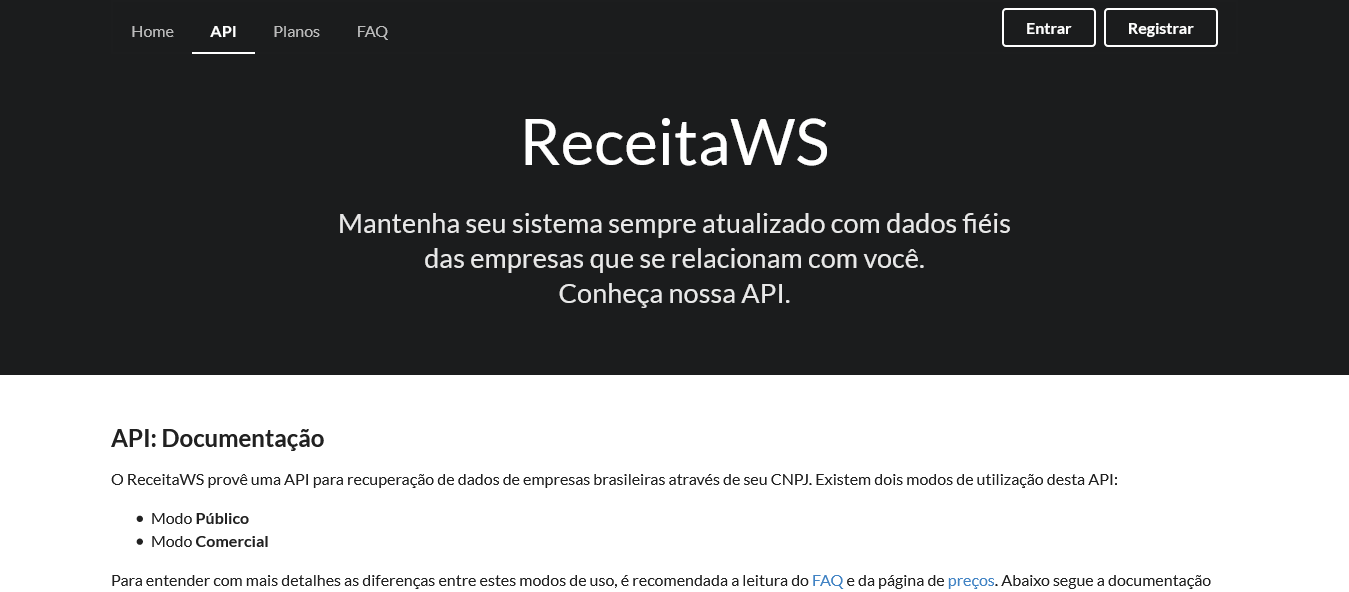 Home API Planos FAQ Entrar Registrar
ReceitaWS
Mantenha seu sistema sempre atualizado com dados fiéis
das empresas que se relacionam com você.
Conheça nossa API.
API: Documentação
O ReceitaWS provê uma API para recuperação de dados de empresas brasileiras através de seu CNPJ. Existem dois modos de utilização desta API:
• Modo Público
• Modo Comercial
Para entender com mais detalhes as diferenças entre estes modos de uso, é recomendada a leitura do FAQ e da página de preços. Abaixo segue a documentação